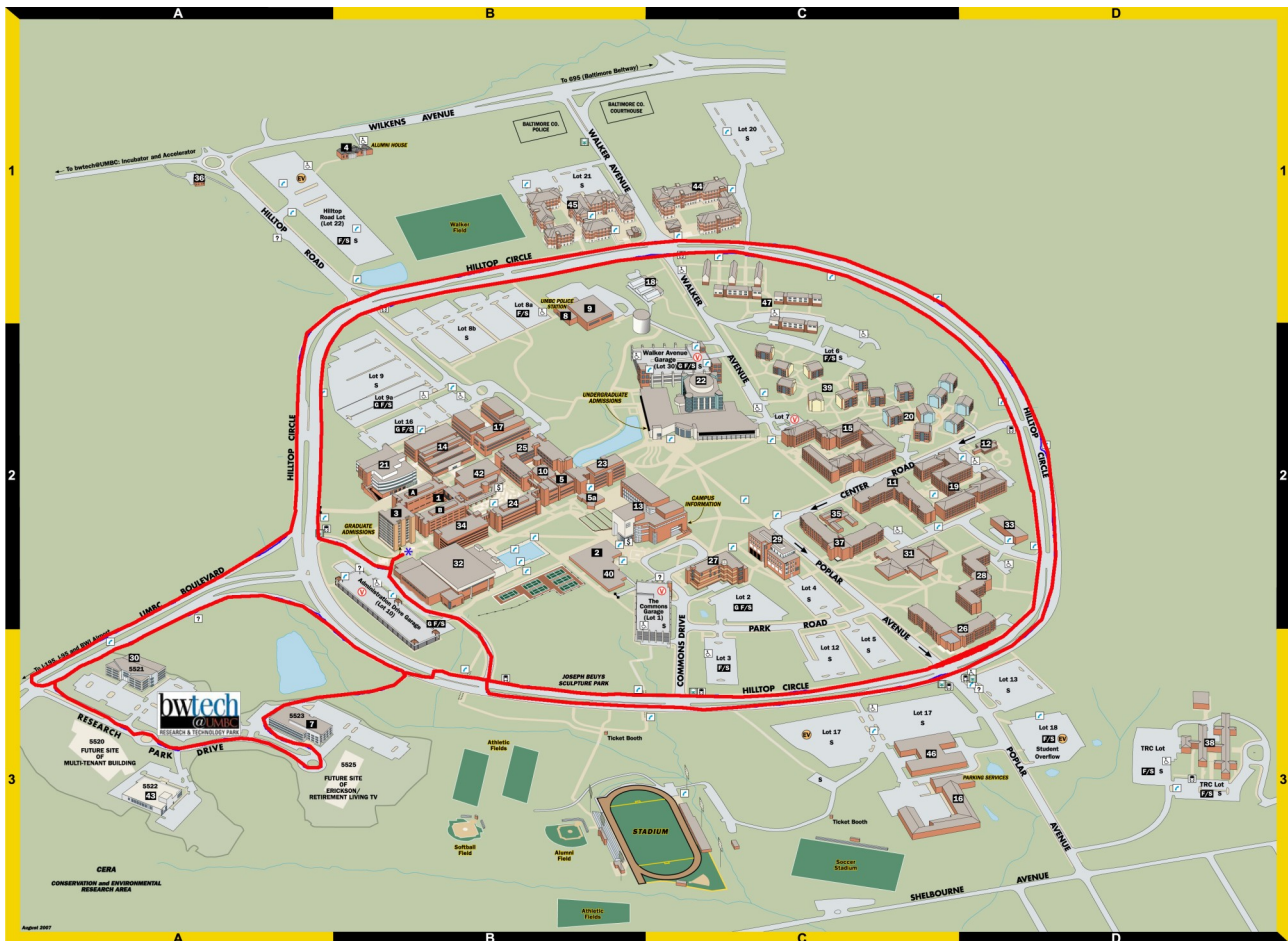 A B C D
To 695 (Baltimore Beltway)
WILKENS AVENUE
BALTIMORE CO.
POLICE
BALTIMORE CO.
COURTHOUSE
Lot 20
S
WALKER AVENUE
1
1
4
ALUMNI HOUSE
To bwtech@UMBC: Incubator and Accelerator
36
EV
Hilltop
Road Lot
(Lot 22)
F/S S
HILLTOP ROAD
?
Walker
Field
Lot 21
S
45
44
HILLTOP CIRCLE
18
WALKER AVENUE
47
UMBC POLICE
STATION
Lot 8a
F/S
8
9
Lot 8b
S
Lot 9
S
Lot 9a
G F/S
Lot 16
G F/S
Walker Avenue
Garage
(Lot 30) G F/S S
V
22
UNDERGRADUATE
ADMISSIONS
Lot 6
F/S S
39
20
Lot 7
V
15
12
HILLTOP CIRCLE
HILLTOP CIRCLE
2
2
17
14
25
21
42
10
5
23
5a
A
1
B
24
3
34
13
CAMPUS
INFORMATION
CENTER ROAD
11
19
35
37
33
31
29
28
GRADUATE
ADMISSIONS
*
32
2
40
27
POPLAR AVENUE
UMBC BOULEVARD
?
V
Administration Drive Garage
(Lot 10)
G F/S
?
V
The
Commons
Garage
(Lot 1)
S
Lot 2
G F/S
Lot 4
S
26
PARK ROAD
COMMONS DRIVE
Lot 3
F/S
Lot 12
S
Lot 5
S
To I-195, I-95 and BWI Airport
30
5521
bwtech
@UMBC
RESEARCH & TECHNOLOGY PARK
5523
7
JOSEPH BEUYS
SCULPTURE PARK
HILLTOP CIRCLE
?
Lot 13
S
RESEARCH PARK DRIVE
5520
FUTURE SITE
OF
MULTI-TENANT BUILDING
5525
FUTURE SITE
OF
ERICKSON/
RETIREMENT LIVING TV
5522
43
3
3
Ticket Booth
Athletic
Fields
EV
Lot 17
S
S
Lot 17
S
46
PARKING SERVICES
16
Lot 18
F/S EV
S
Student
Overflow
POPLAR AVENUE
TRC Lot
F/S S
38
TRC Lot
F/S S
STADIUM
Softball
Field
Alumni
Field
Ticket Booth
Soccer
Stadium
SHELBOURNE AVENUE
CERA
CONSERVATION and ENVIRONMENTAL
RESEARCH AREA
Athletic
Fields
August 2007
A B C D